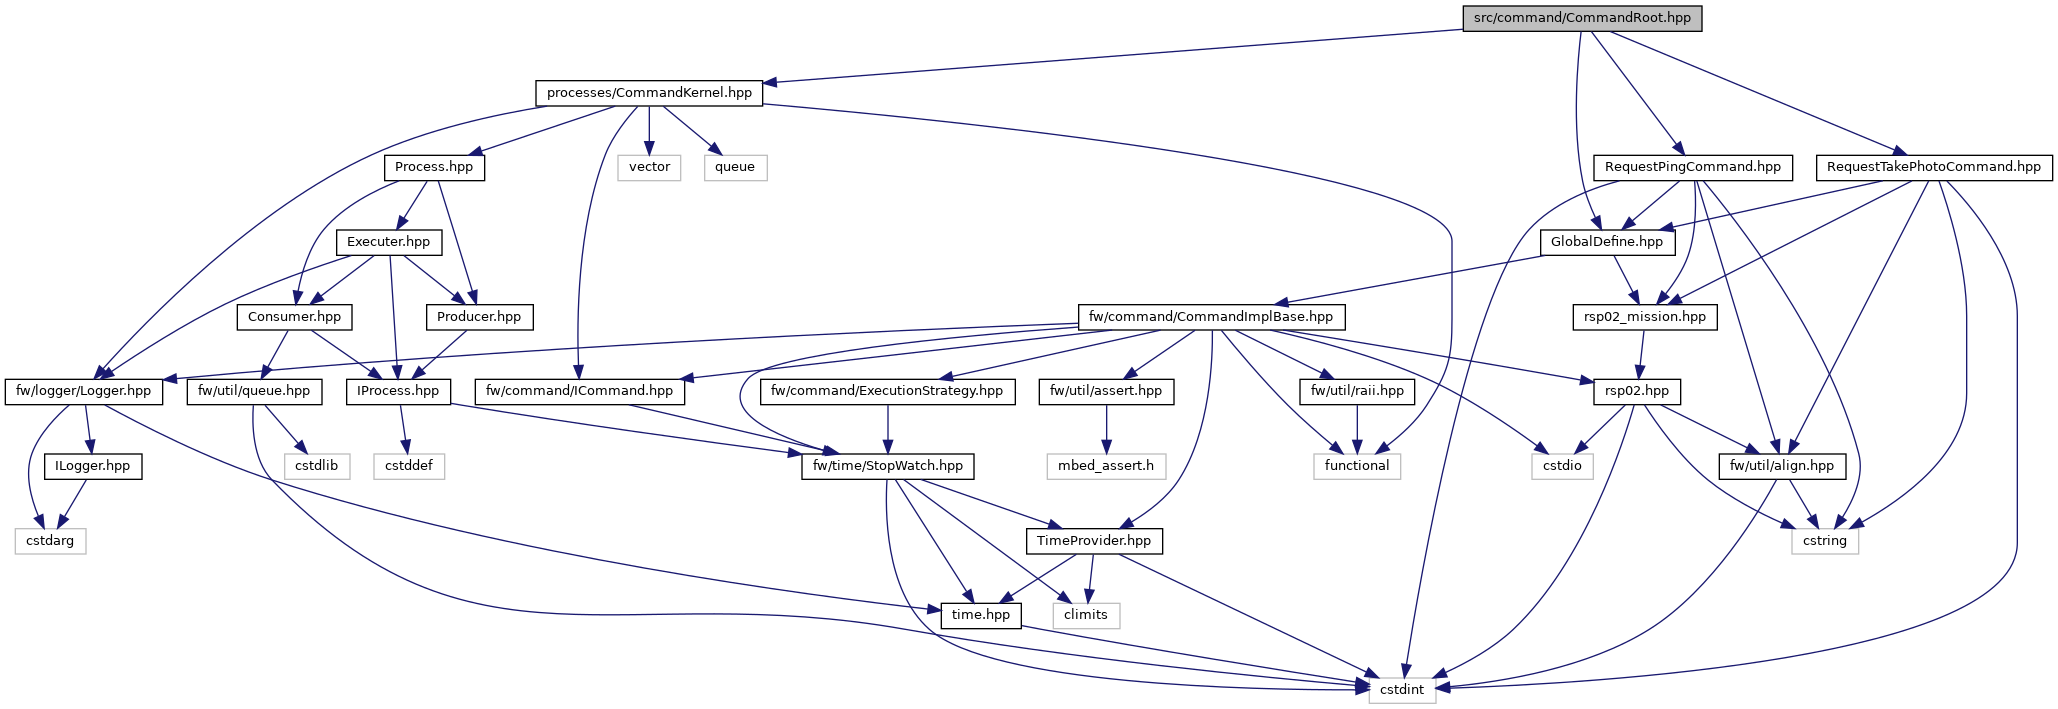 src/command/CommandRoot.hpp
processes/CommandKernel.hpp
Process.hpp
vector
queue
RequestPingCommand.hpp
RequestTakePhotoCommand.hpp
Executer.hpp
GlobalDefine.hpp
Consumer.hpp
Producer.hpp
fw/command/CommandImplBase.hpp
rsp02_mission.hpp
fw/logger/Logger.hpp
fw/util/queue.hpp
IProcess.hpp
fw/command/ICommand.hpp
fw/command/ExecutionStrategy.hpp
fw/util/assert.hpp
fw/util/raii.hpp
rsp02.hpp
ILogger.hpp
cstdlib
cstddef
fw/time/StopWatch.hpp
mbed_assert.h
functional
cstdio
fw/util/align.hpp
cstdarg
TimeProvider.hpp
cstring
time.hpp
climits
cstdint